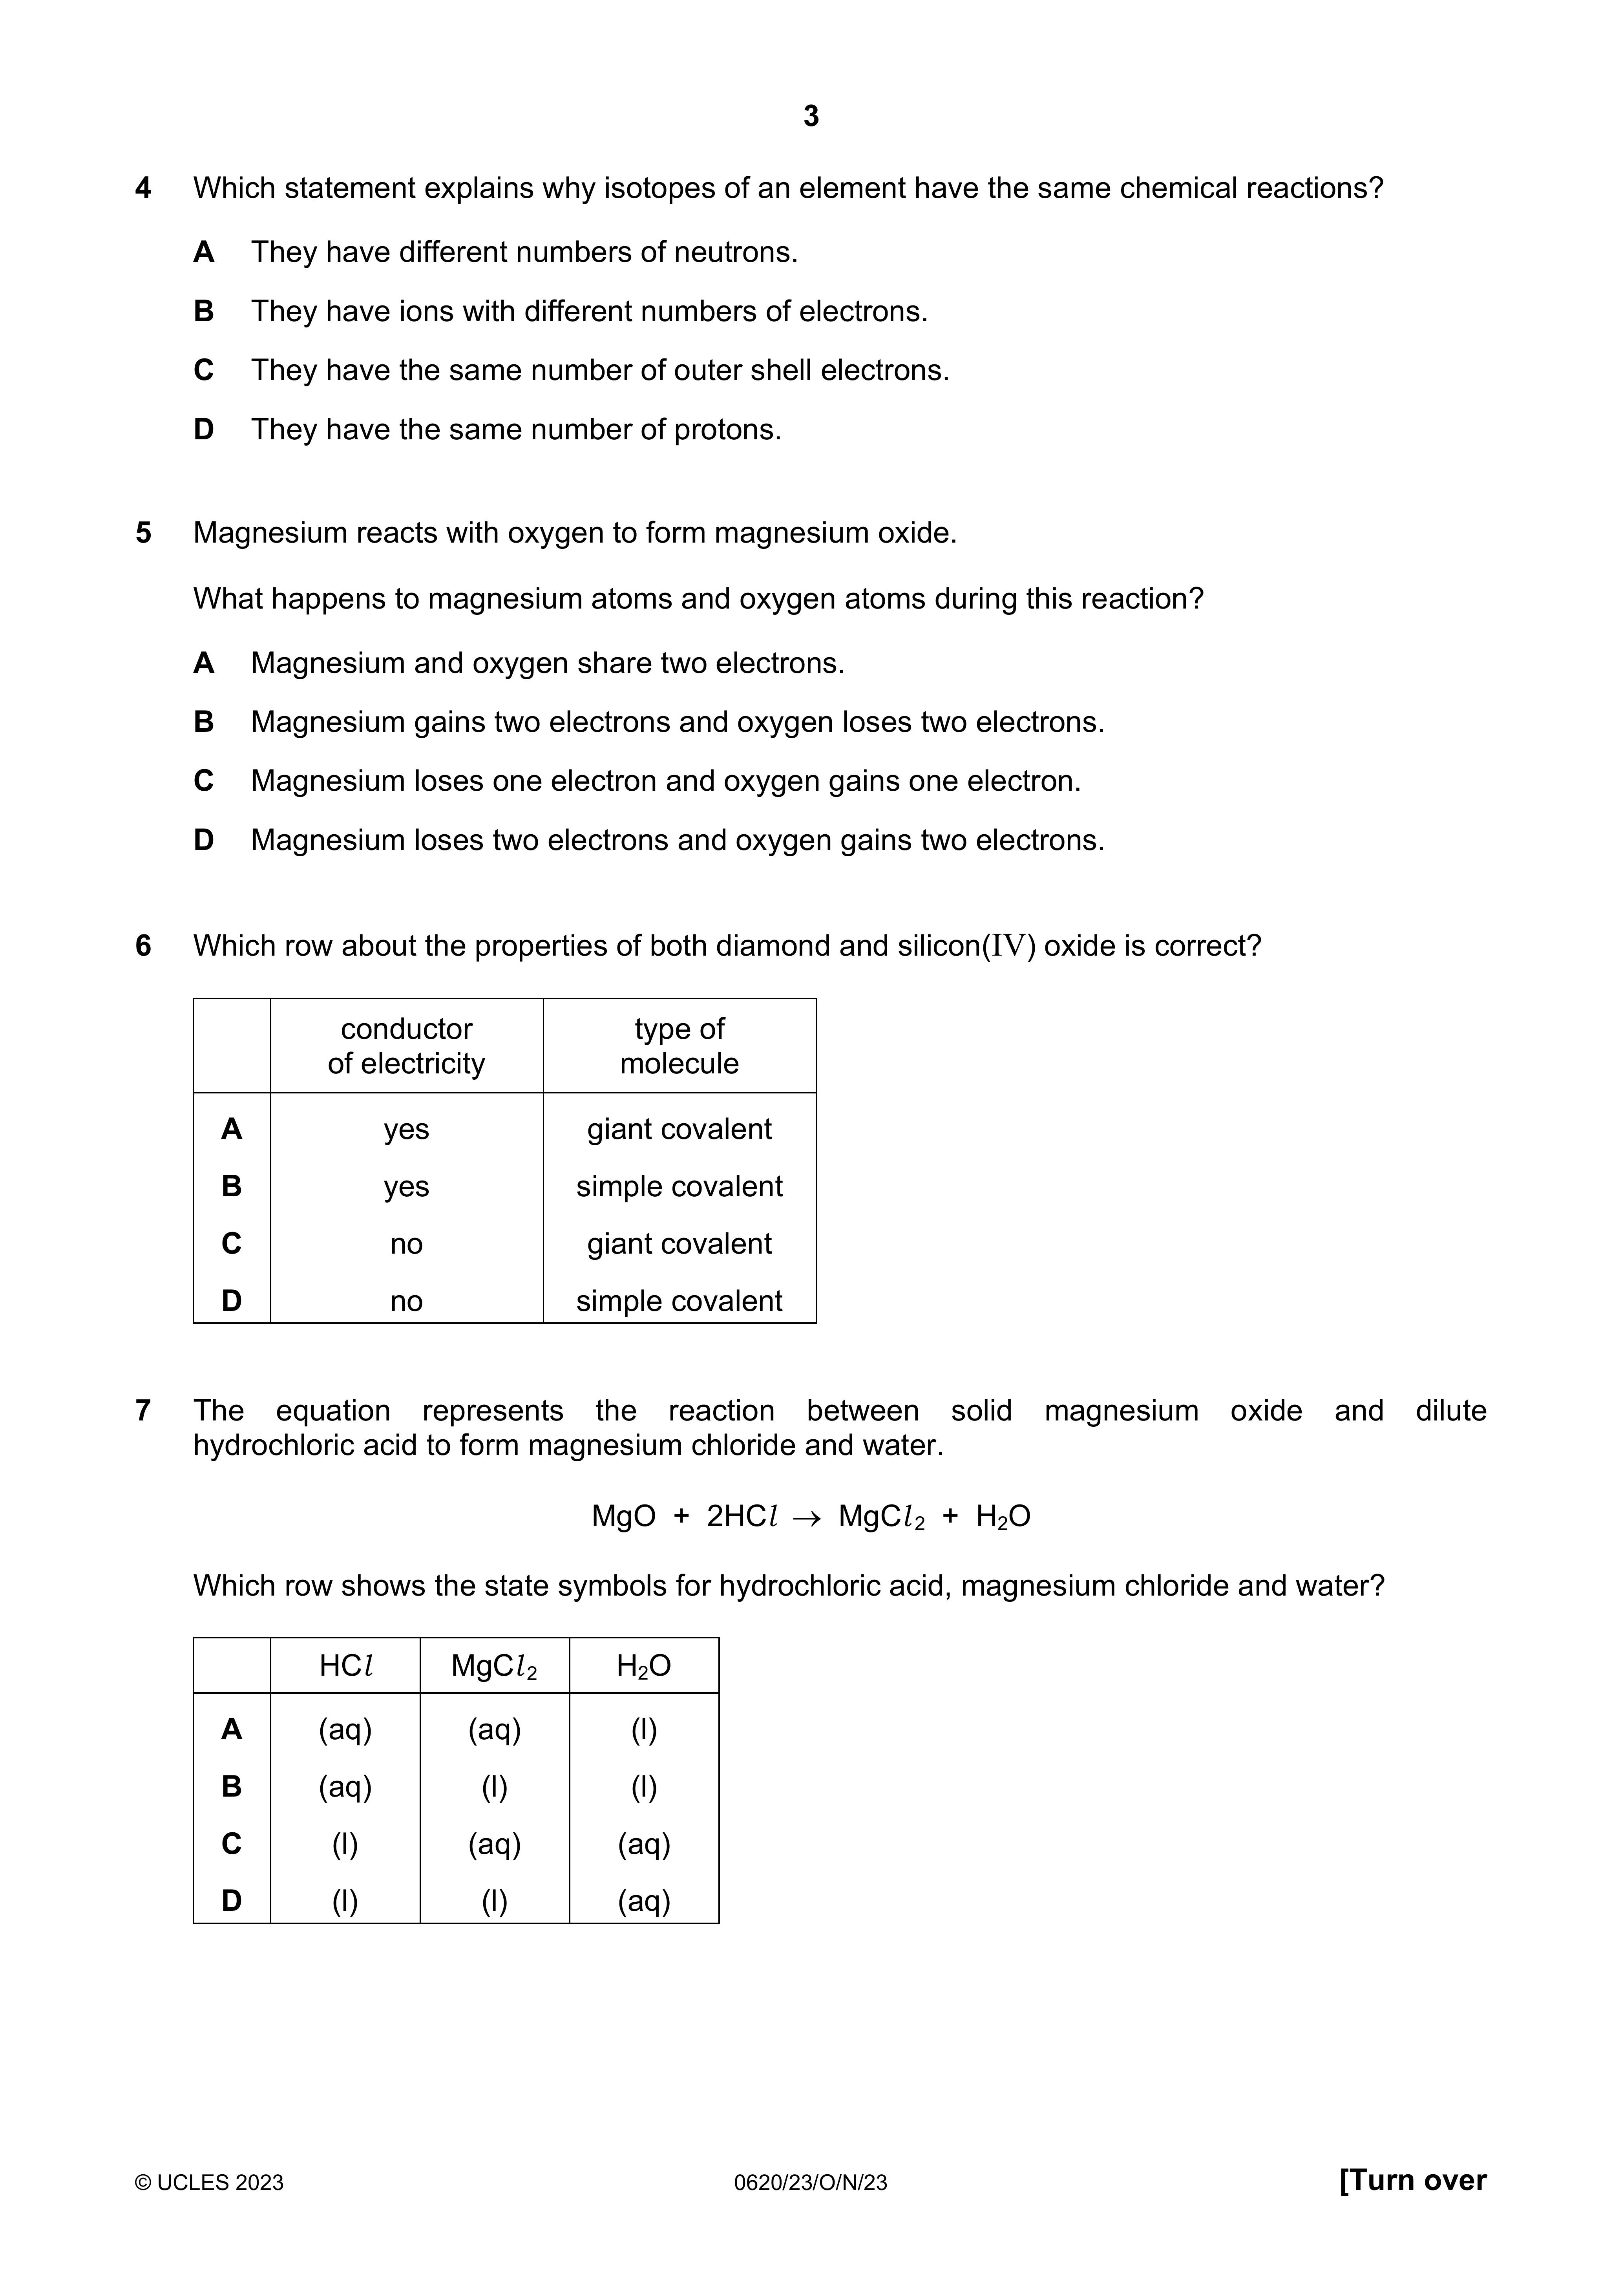 3
4 Which statement explains why isotopes of an element have the same chemical reactions?
A They have different numbers of neutrons.
B They have ions with different numbers of electrons.
C They have the same number of outer shell electrons.
D They have the same number of protons.
5 Magnesium reacts with oxygen to form magnesium oxide.
What happens to magnesium atoms and oxygen atoms during this reaction?
A Magnesium and oxygen share two electrons.
B Magnesium gains two electrons and oxygen loses two electrons.
C Magnesium loses one electron and oxygen gains one electron.
D Magnesium loses two electrons and oxygen gains two electrons.
6 Which row about the properties of both diamond and silicon(IV) oxide is correct?
conductor type of
of electricity molecule
A yes giant covalent
B yes simple covalent
C no giant covalent
D no simple covalent
7 The equation represents the reaction between solid magnesium oxide and dilute
hydrochloric acid to form magnesium chloride and water.
MgO + 2HCl → MgCl₂ + H₂O
Which row shows the state symbols for hydrochloric acid, magnesium chloride and water?
HCl MgCl₂ H₂O
A (aq) (aq) (l)
B (aq) (l) (l)
C (l) (aq) (aq)
D (l) (l) (aq)
© UCLES 2023 0620/23/O/N/23 [Turn over